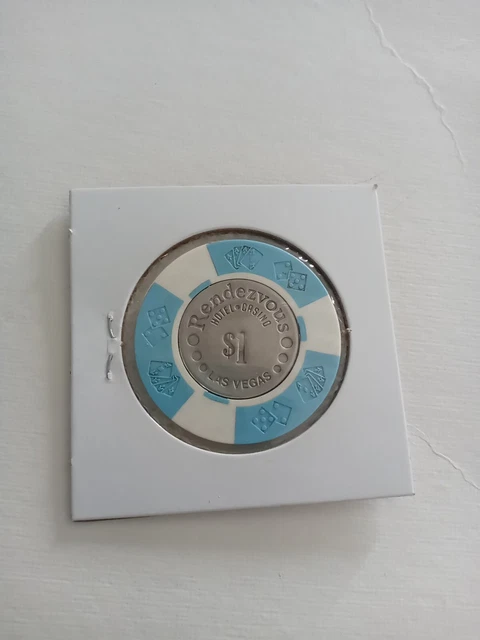 Rendezvous
HOTEL•CASINO
$1
LAS VEGAS